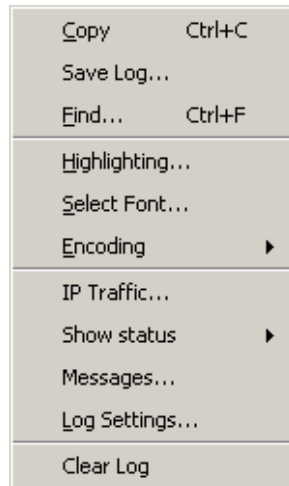 Copy Ctrl+C
Save Log...
Find... Ctrl+F
Highlighting...
Select Font...
Encoding
IP Traffic...
Show status
Messages...
Log Settings...
Clear Log